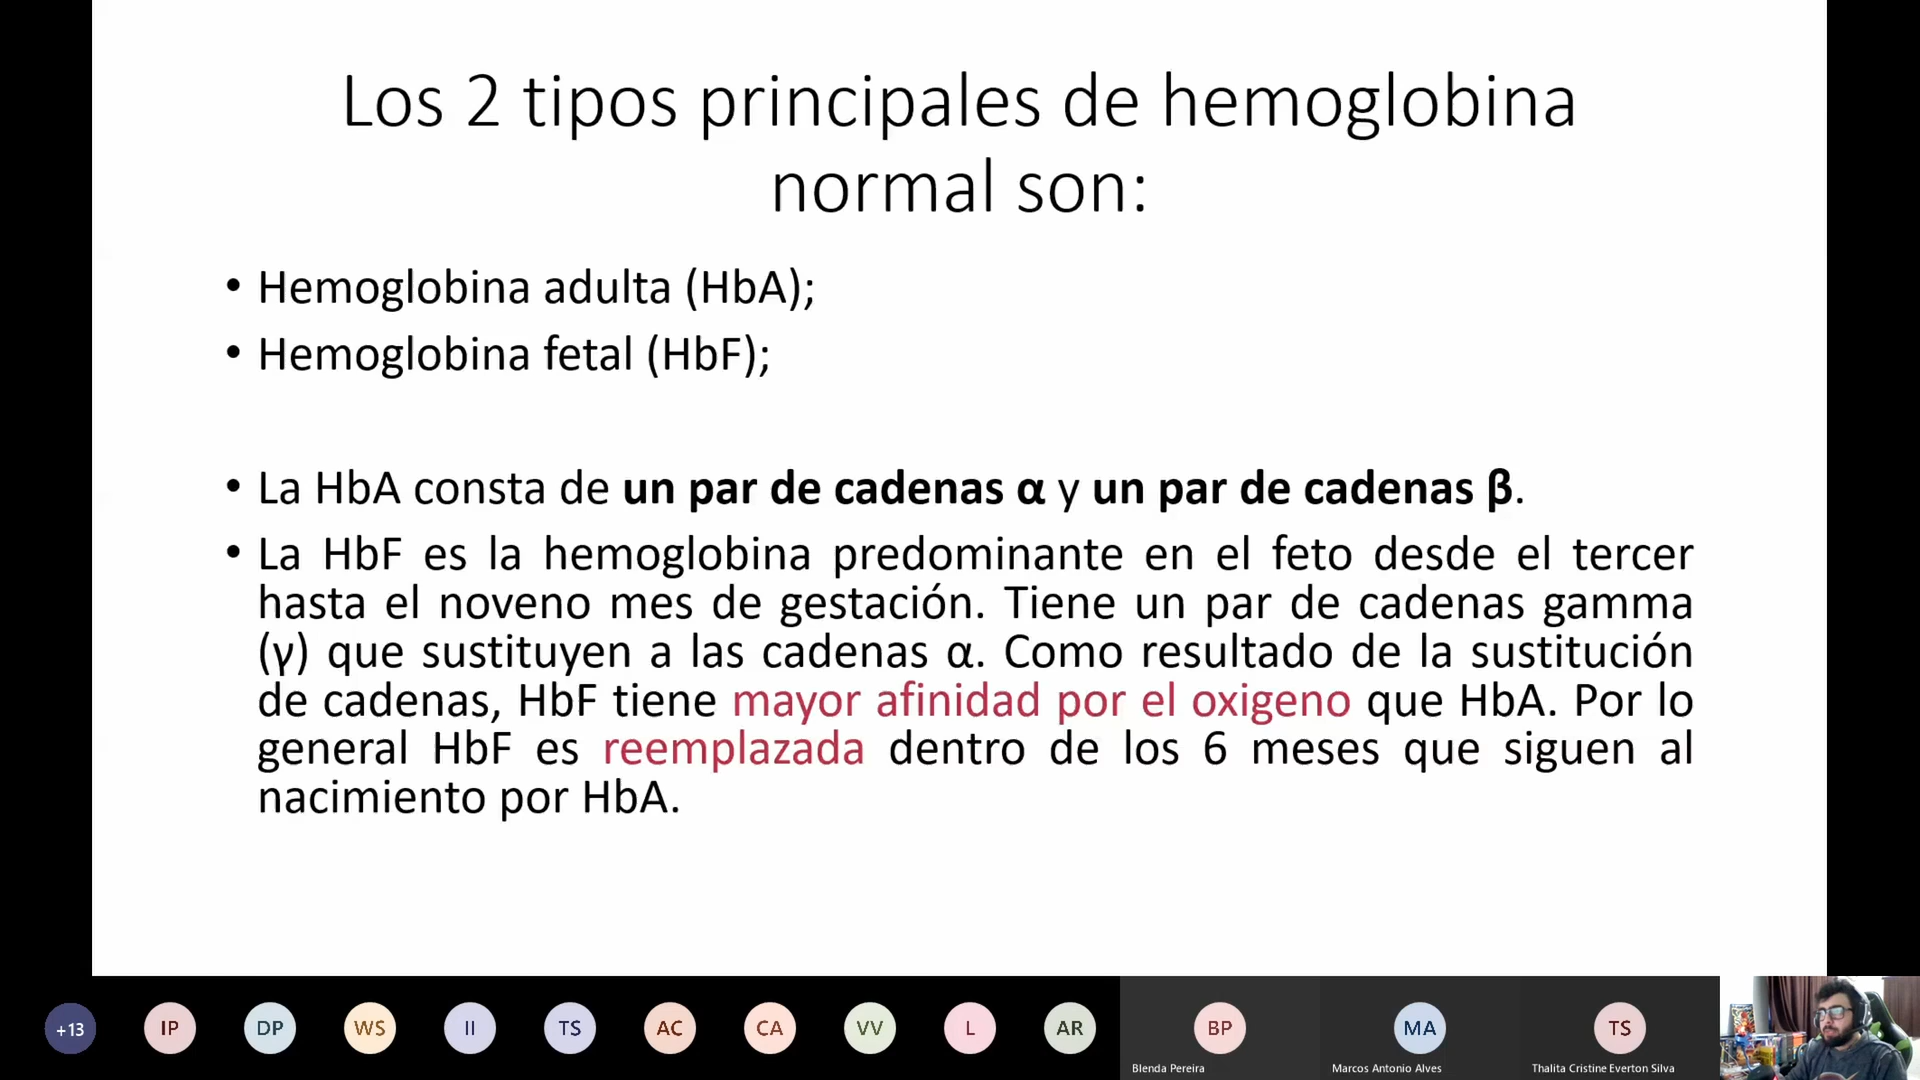 Los 2 tipos principales de hemoglobina
normal son:
• Hemoglobina adulta (HbA);
• Hemoglobina fetal (HbF);
• La HbA consta de un par de cadenas α y un par de cadenas β.
• La HbF es la hemoglobina predominante en el feto desde el tercer
hasta el noveno mes de gestación. Tiene un par de cadenas gamma
(γ) que sustituyen a las cadenas α. Como resultado de la sustitución
de cadenas, HbF tiene mayor afinidad por el oxigeno que HbA. Por lo
general HbF es reemplazada dentro de los 6 meses que siguen al
nacimiento por HbA.
+13 IP DP WS II TS AC CA VV L AR BP MA TS
Blenda Pereira Marcos Antonio Alves Thalita Cristine Everton Silva